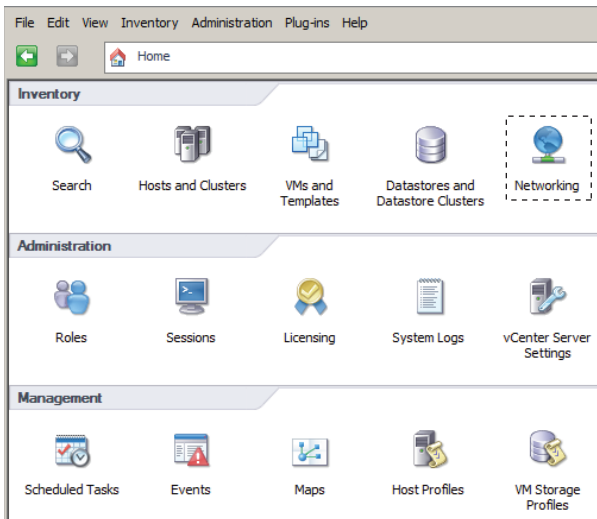 File Edit View Inventory Administration Plug-ins Help
Home
Inventory
Search Hosts and Clusters VMs and Templates Datastores and Datastore Clusters Networking
Administration
Roles Sessions Licensing System Logs vCenter Server Settings
Management
Scheduled Tasks Events Maps Host Profiles VM Storage Profiles